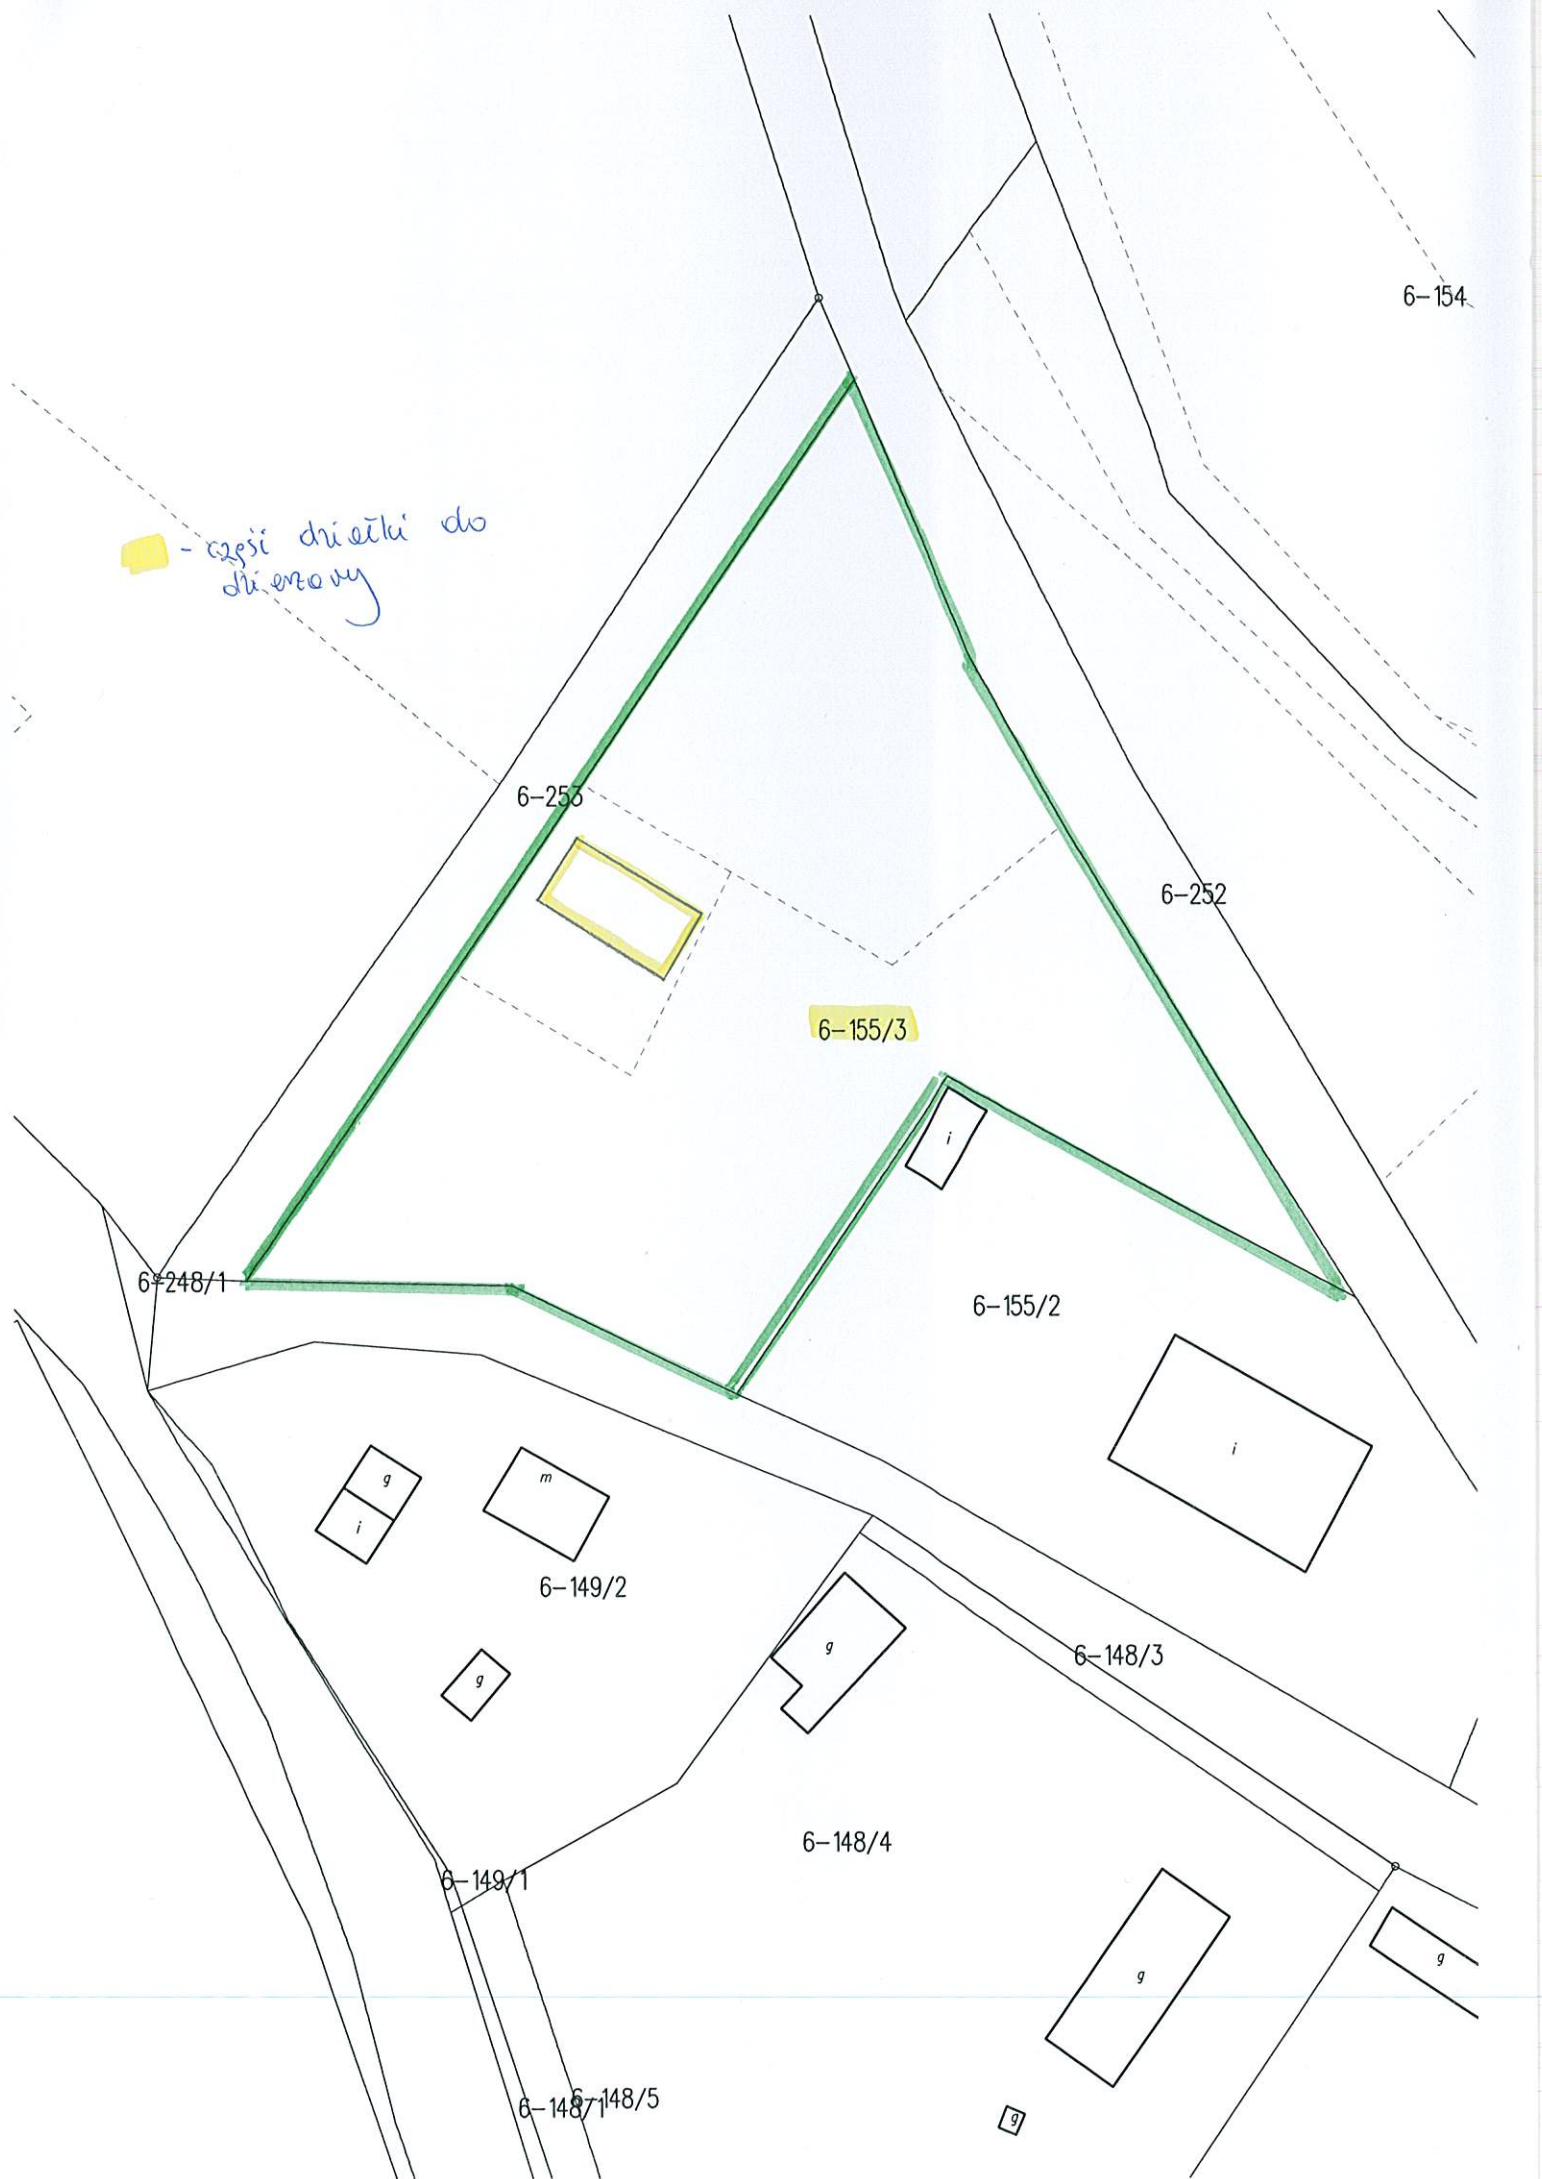 6-154
- część działki do
dzierżawy
6-253
6-252
6-155/3
i
6-248/1
6-155/2
i
g
m
i
6-149/2
g
g
6-148/3
6-148/4
6-149/1
g
g
6-148/5
6-148/1
g